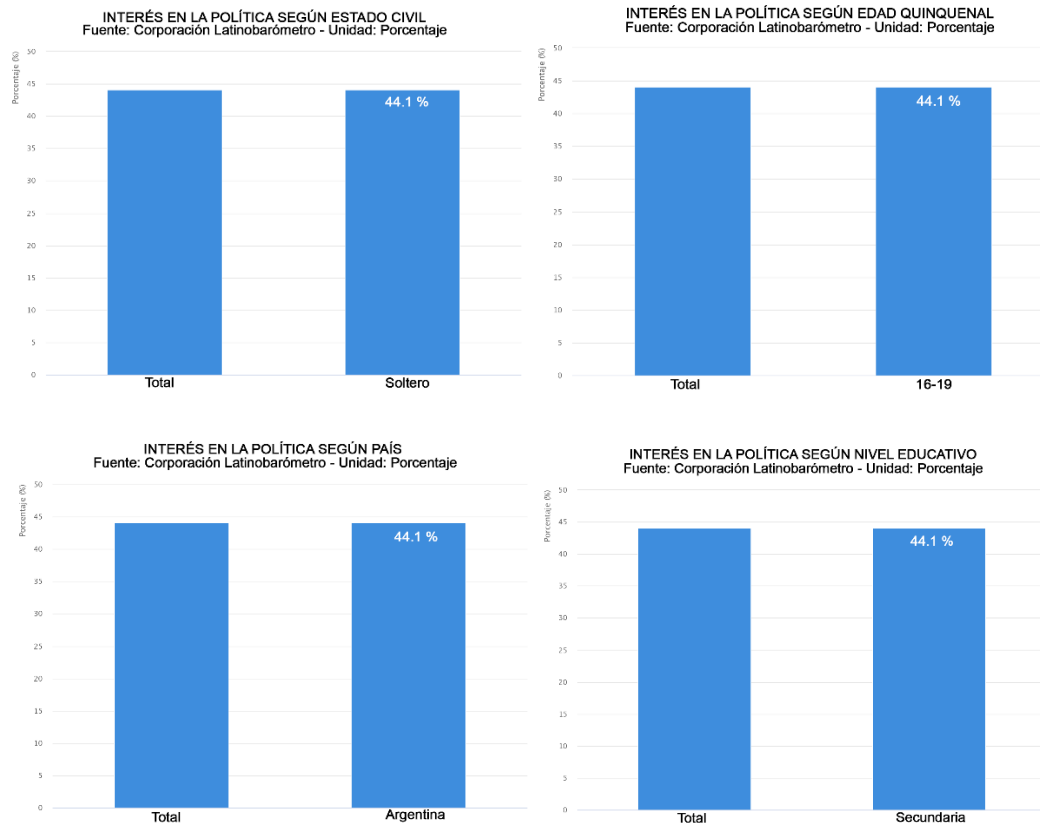 INTERÉS EN LA POLÍTICA SEGÚN ESTADO CIVIL
Fuente: Corporación Latinobarómetro - Unidad: Porcentaje
Porcentaje (%)
50
45
40
35
30
25
20
15
10
5
0
44.1 %
Total
Soltero
INTERÉS EN LA POLÍTICA SEGÚN EDAD QUINQUENAL
Fuente: Corporación Latinobarómetro - Unidad: Porcentaje
Porcentaje (%)
50
45
40
35
30
25
20
15
10
5
0
44.1 %
Total
16-19
INTERÉS EN LA POLÍTICA SEGÚN PAÍS
Fuente: Corporación Latinobarómetro - Unidad: Porcentaje
Porcentaje (%)
50
45
40
35
30
25
20
15
10
5
0
44.1 %
Total
Argentina
INTERÉS EN LA POLÍTICA SEGÚN NIVEL EDUCATIVO
Fuente: Corporación Latinobarómetro - Unidad: Porcentaje
Porcentaje (%)
50
45
40
35
30
25
20
15
10
5
0
44.1 %
Total
Secundaria